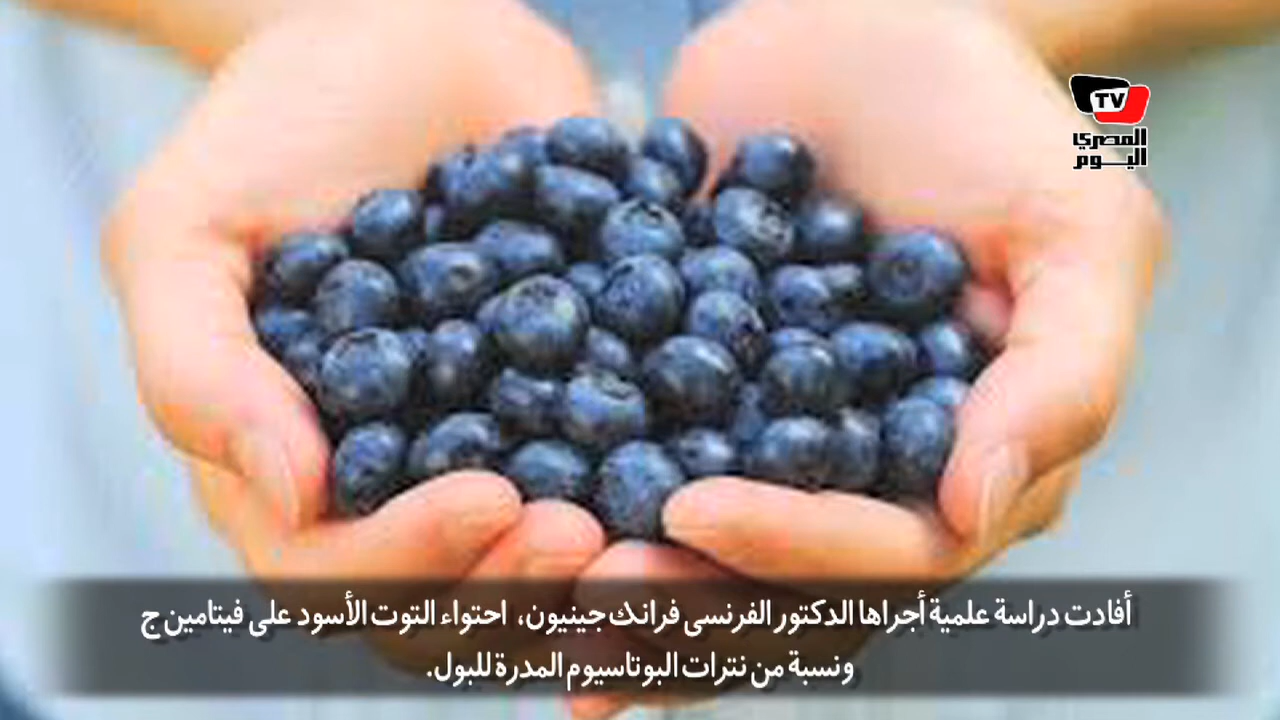 TV
المصري
اليوم
أفادت دراسة علمية أجراها الدكتور الفرنسى فرانك جينيون، احتواء التوت الأسود على فيتامين ج
ونسبة من نترات البوتاسيوم المدرة للبول.